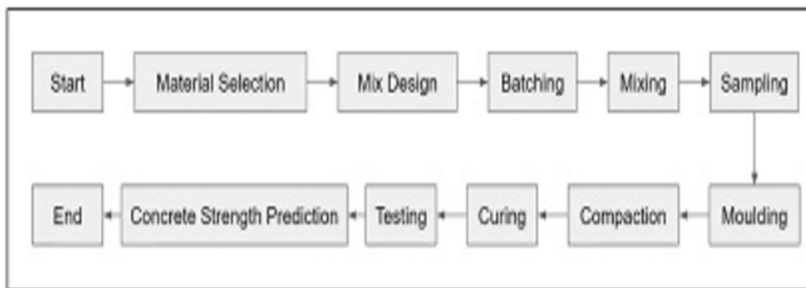 Start
Material Selection
Mix Design
Batching
Mixing
Sampling
Moulding
Compaction
Curing
Testing
Concrete Strength Prediction
End